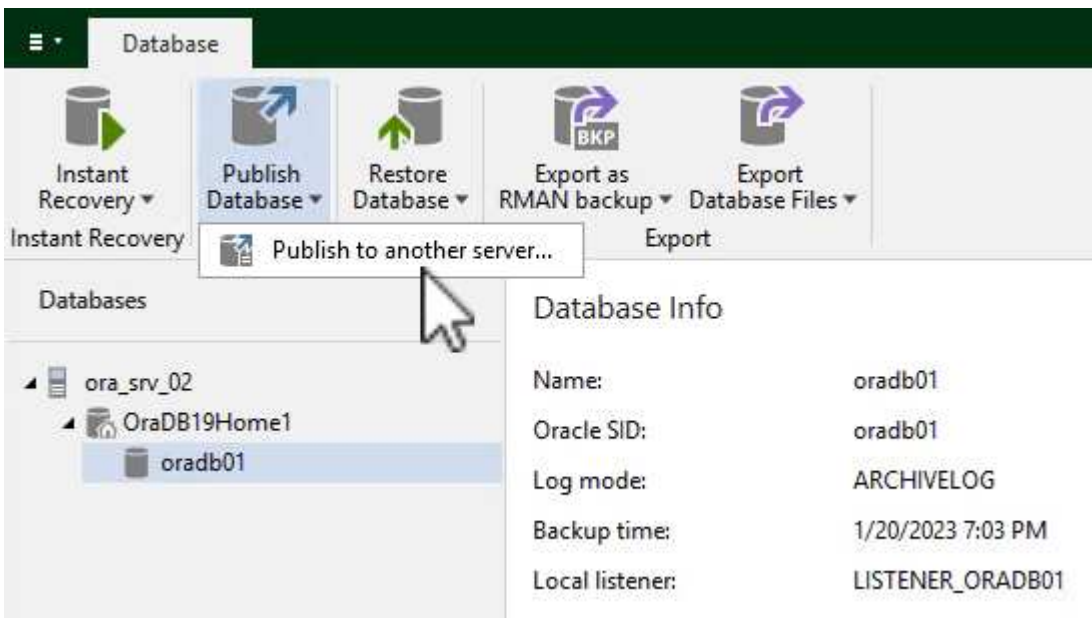 Database
Instant
Recovery
Publish
Database
Restore
Database
Export as
RMAN backup
BKP
Export
Database Files
Instant Recovery
Export
Publish to another server...
Databases
ora_srv_02
OraDB19Home1
oradb01
Database Info
Name: oradb01
Oracle SID: oradb01
Log mode: ARCHIVELOG
Backup time: 1/20/2023 7:03 PM
Local listener: LISTENER_ORADB01